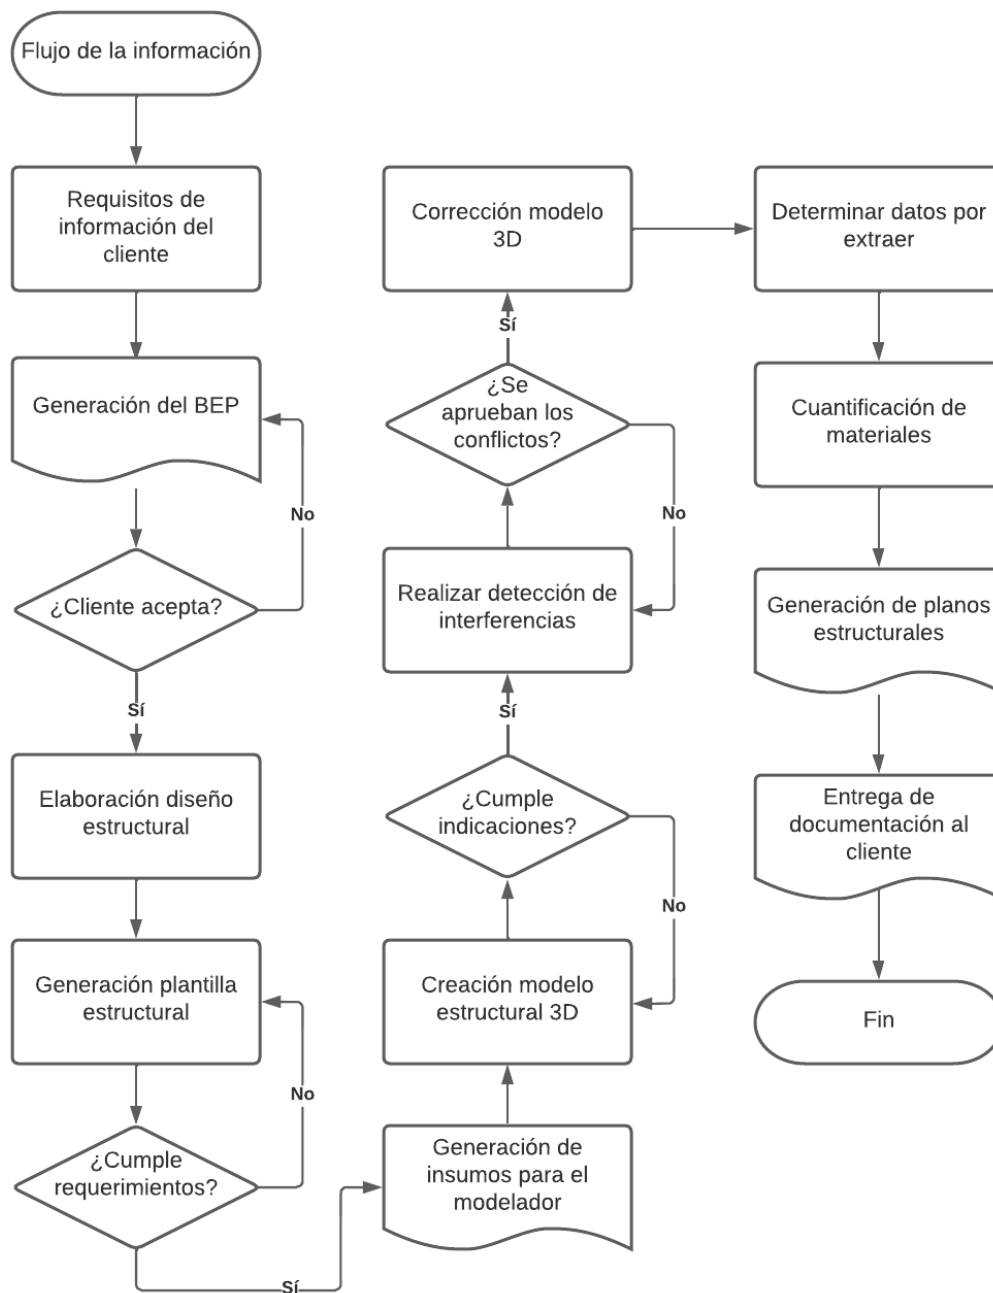 Flujo de la información
Requisitos de
información del
cliente
Generación del BEP
No
¿Cliente acepta?
Sí
Elaboración diseño
estructural
Generación plantilla
estructural
No
¿Cumple
requerimientos?
Sí
Generación de
insumos para el
modelador
Creación modelo
estructural 3D
No
¿Cumple
indicaciones?
Sí
Realizar detección de
interferencias
No
¿Se
aprueban los
conflictos?
Sí
Corrección modelo
3D
Determinar datos por
extraer
Cuantificación de
materiales
Generación de planos
estructurales
Entrega de
documentación al
cliente
Fin